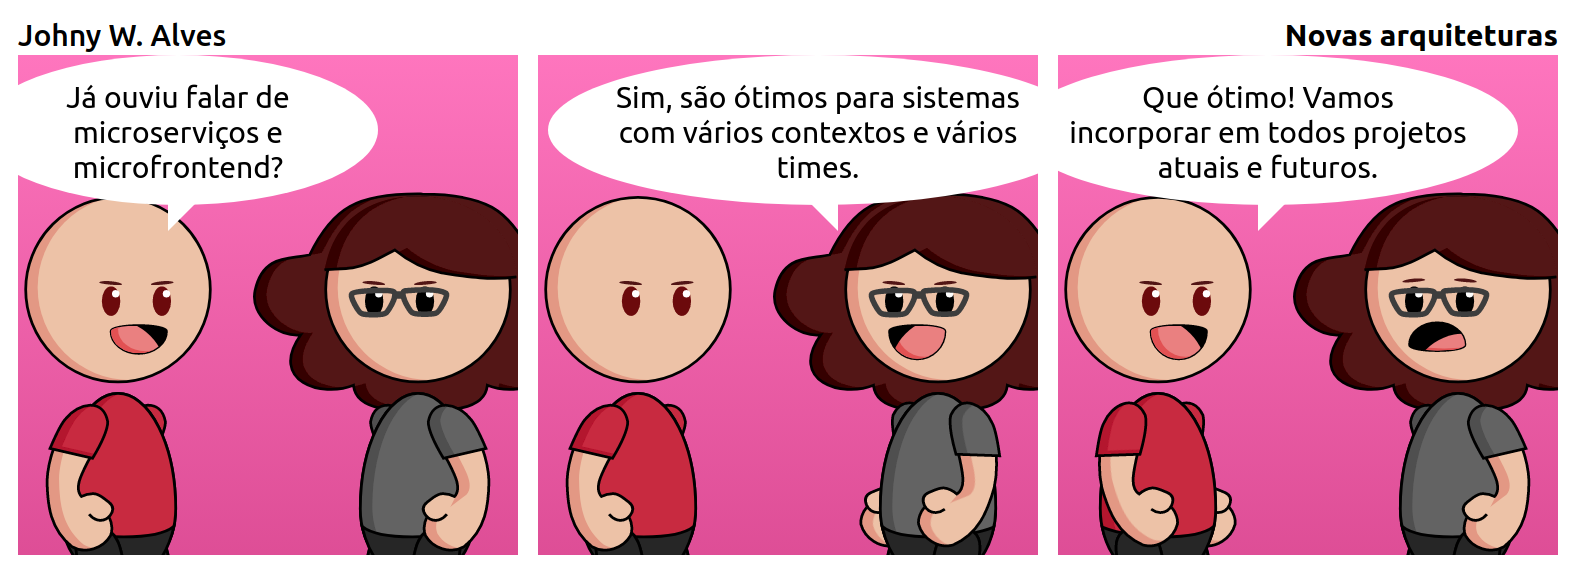 Johny W. Alves
Novas arquiteturas
Já ouviu falar de
microserviços e
microfrontend?
Sim, são ótimos para sistemas
com vários contextos e vários
times.
Que ótimo! Vamos
incorporar em todos projetos
atuais e futuros.